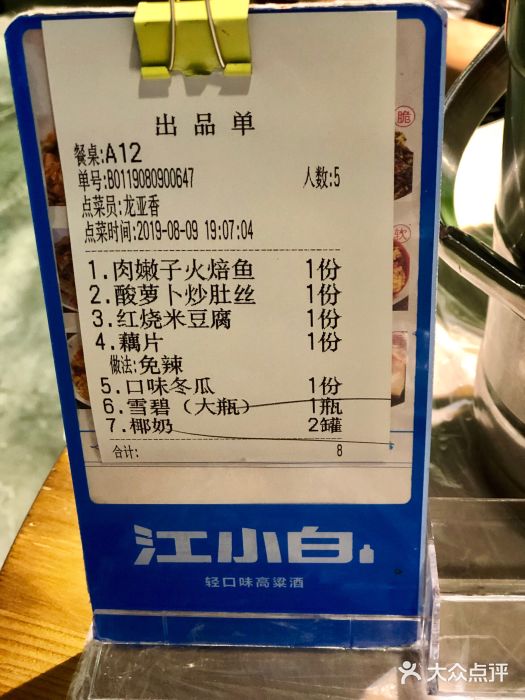 出品单
餐桌:A12
单号:B0119080900647 人数:5
点菜员:龙亚香
点菜时间:2019-08-09 19:07:04
1.肉嫩子火焙鱼 1份
2.酸萝卜炒肚丝 1份
3.红烧米豆腐 1份
4.藕片 1份
做法:免辣
5.口味冬瓜 1份
6.雪碧（大瓶） 1瓶
7.椰奶 2罐
合计: 8
脆
软
江小白
轻口味高粱酒
大众点评